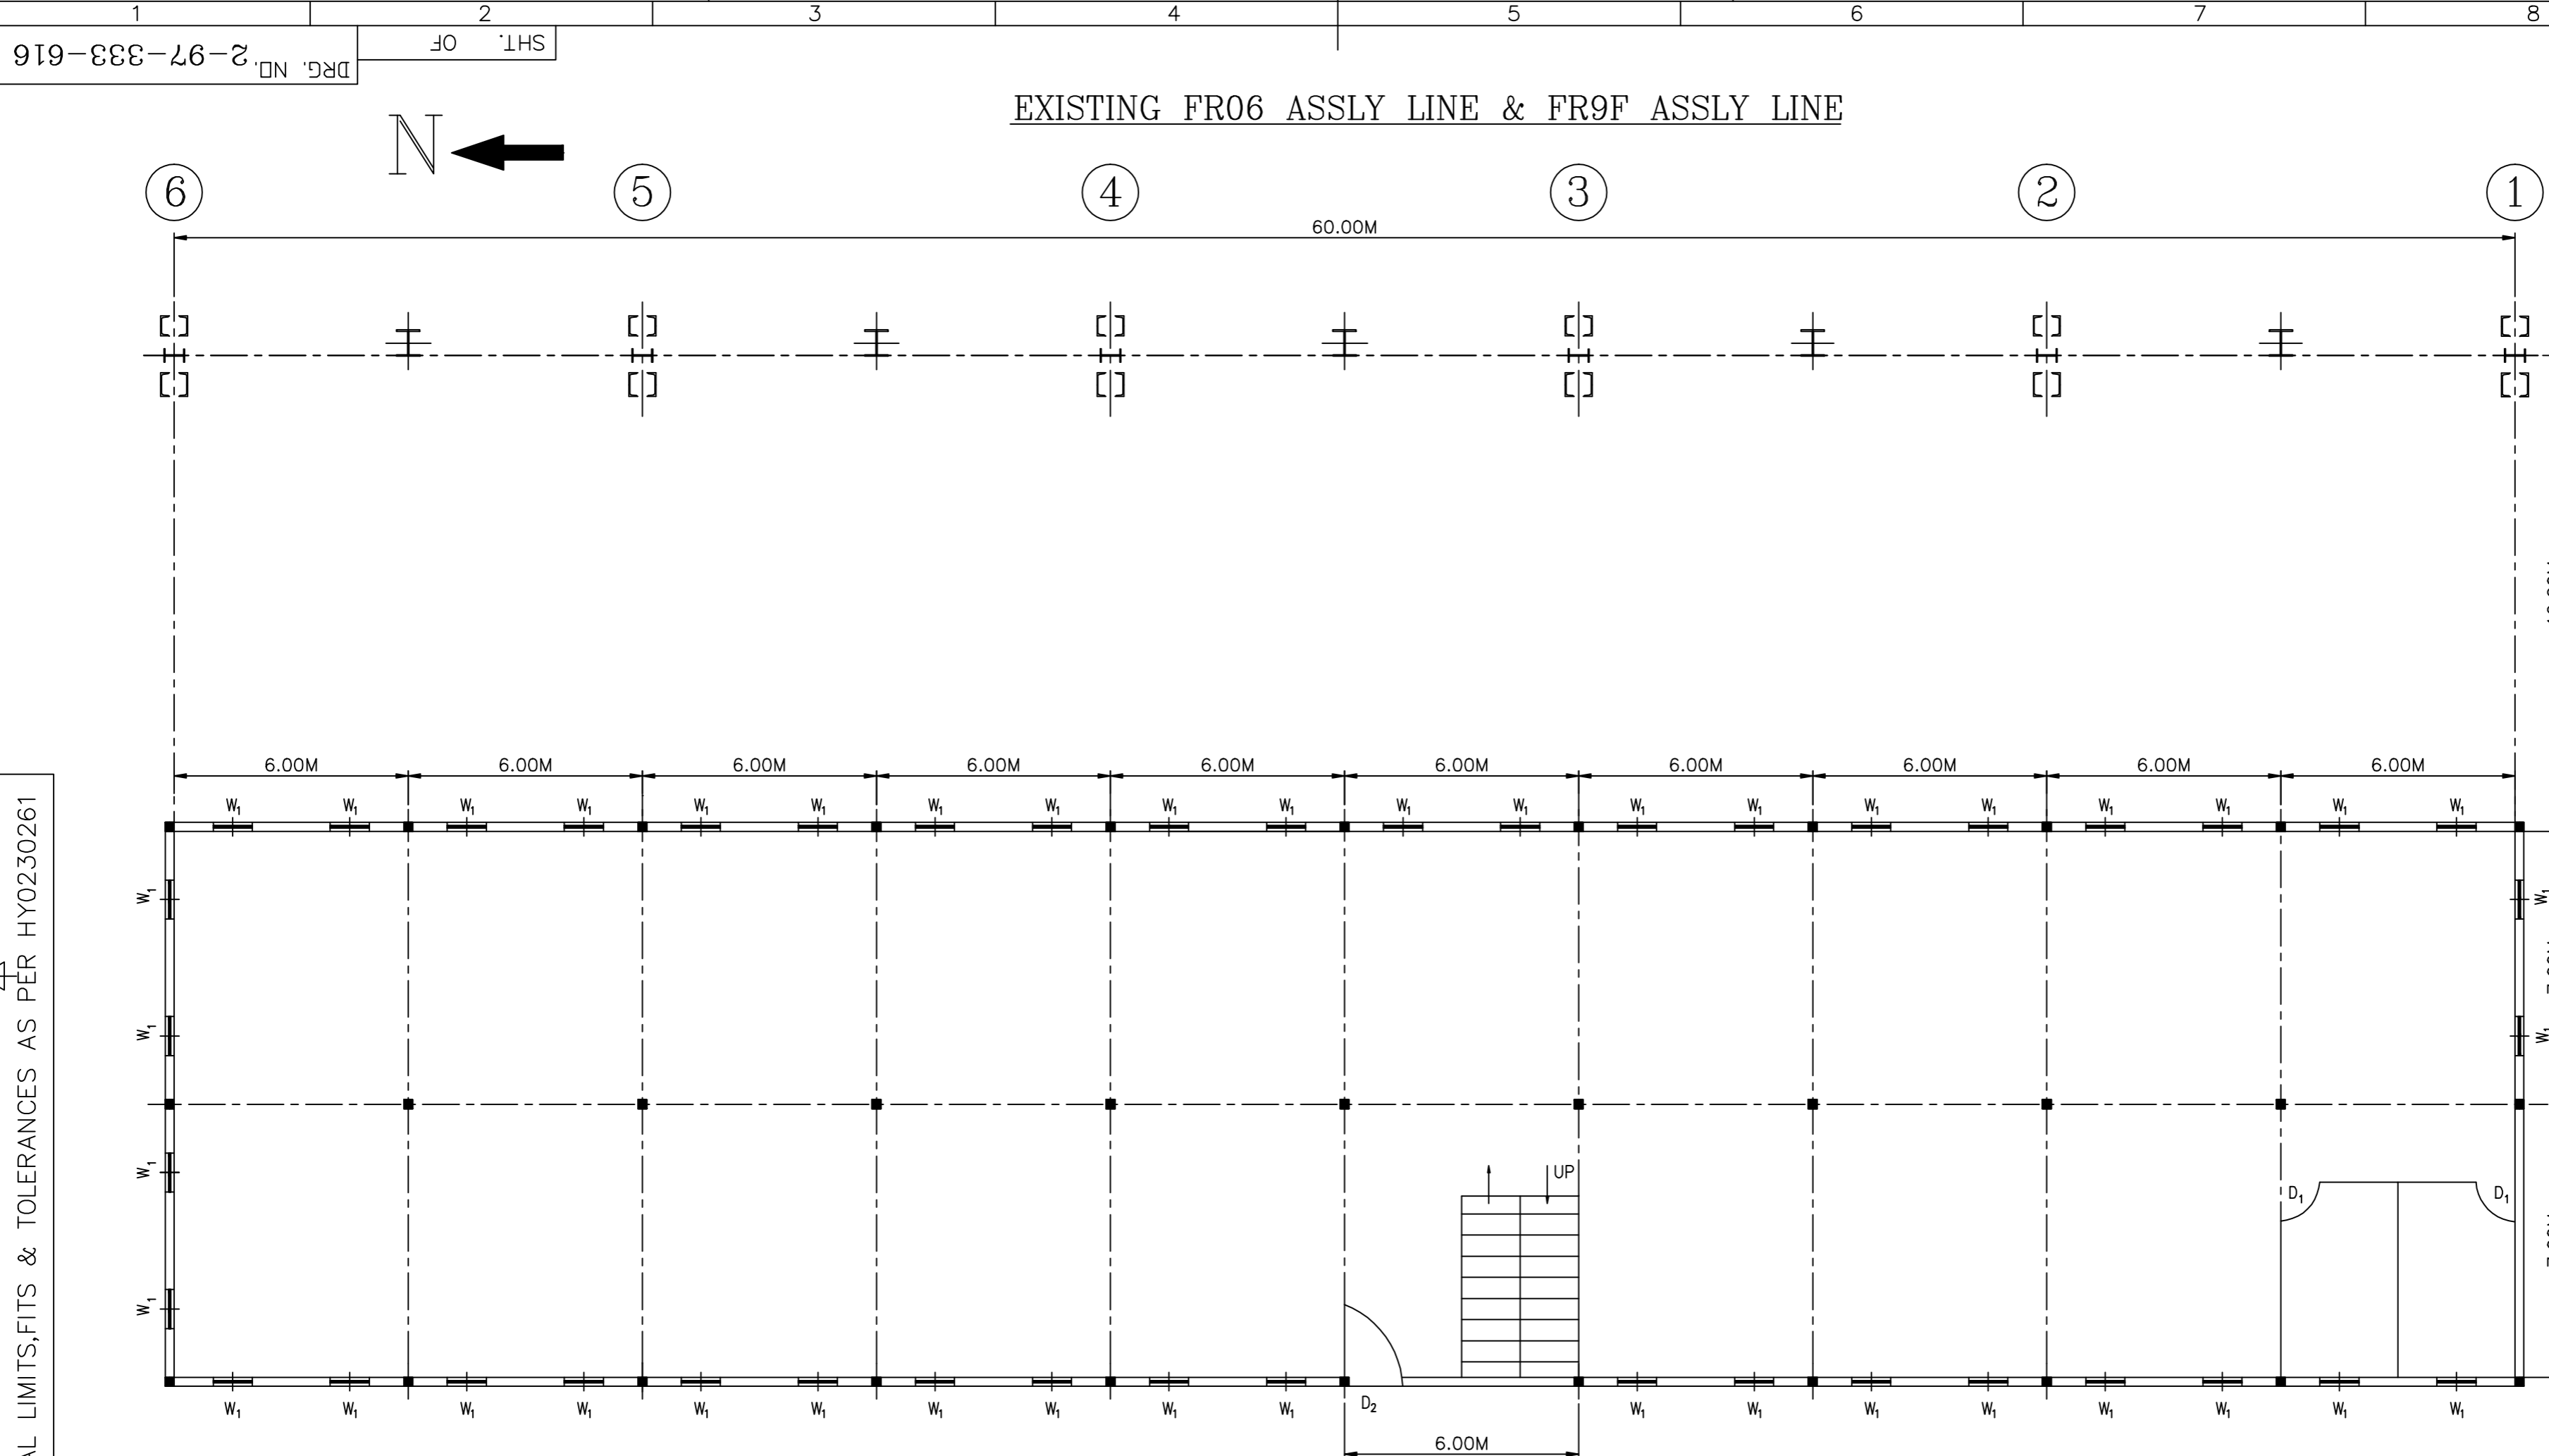 1 2 3 4 5 6 7 8
SHT. OF
DRG. NO. 2-97-333-616
EXISTING FR06 ASSLY LINE & FR9F ASSLY LINE
N
6 5 4 3 2 1
60.00M
6.00M 6.00M 6.00M 6.00M 6.00M 6.00M 6.00M 6.00M 6.00M 6.00M
W1 W1 W1 W1 W1 W1 W1 W1 W1 W1 W1 W1 W1 W1 W1 W1 W1 W1 W1 W1
W1 W1
W1 W1
W1 UP
D1 D1
W1
W1 W1 W1 W1 W1 W1 W1 W1 W1 W1 D2 W1 W1 W1 W1 W1 W1 W1 W1
6.00M
LIMITS,FITS & TOLERANCES AS PER HY0230261